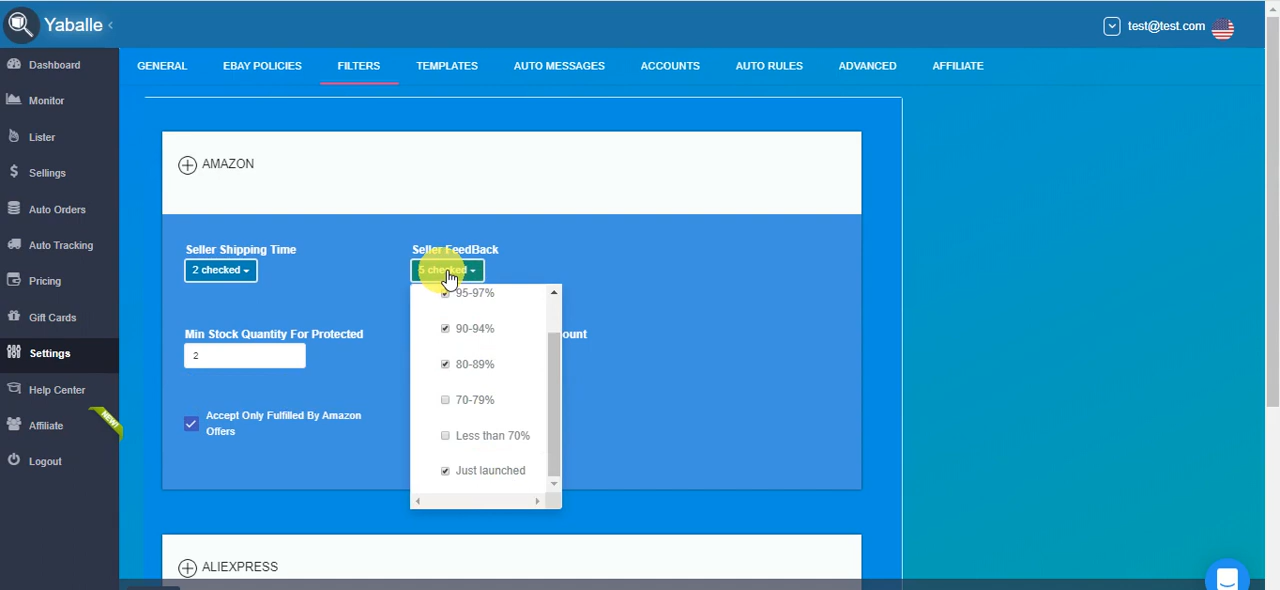 Yaballe
test@test.com
Dashboard
Monitor
Lister
Sellings
Auto Orders
Auto Tracking
Pricing
Gift Cards
Settings
Help Center
Affiliate
NEW!
Logout
GENERAL EBAY POLICIES FILTERS TEMPLATES AUTO MESSAGES ACCOUNTS AUTO RULES ADVANCED AFFILIATE
AMAZON
Seller Shipping Time Seller FeedBack
2 checked 5 checked
95-97%
90-94%
80-89%
70-79%
Less than 70%
Just launched
Min Stock Quantity For Protected ount
2
Accept Only Fulfilled By Amazon
Offers
ALIEXPRESS